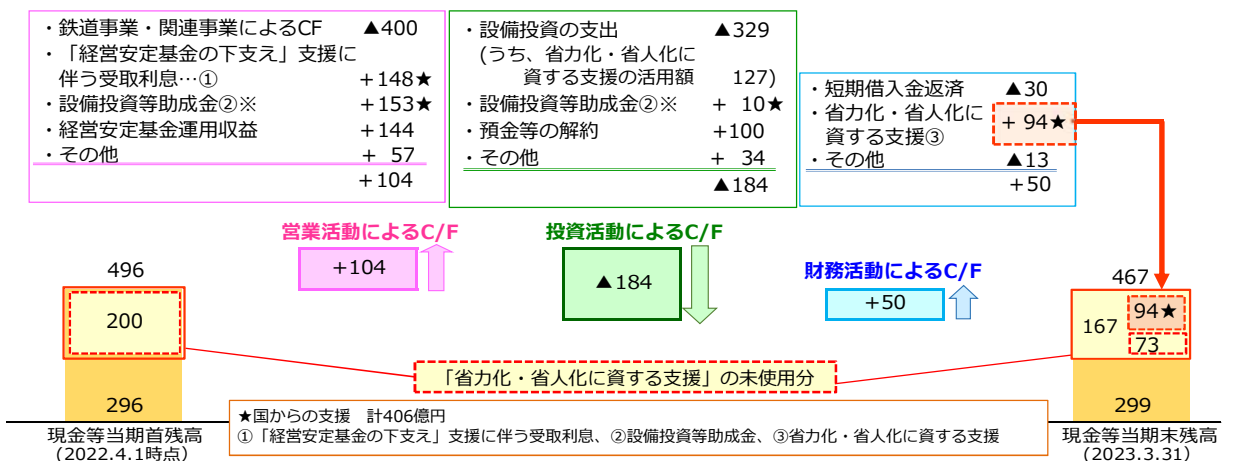 ・鉄道事業・関連事業によるCF ▲400
・「経営安定基金の下支え」支援に
伴う受取利息…① +148★
・設備投資等助成金②※ +153★
・経営安定基金運用収益 +144
・その他 + 57
+104
・設備投資の支出 ▲329
(うち、省力化・省人化に
資する支援の活用額 127)
・設備投資等助成金②※ + 10★
・預金等の解約 +100
・その他 + 34
▲184
・短期借入金返済 ▲30
・省力化・省人化に
資する支援③ + 94★
・その他 ▲13
+50
営業活動によるC/F
+104
投資活動によるC/F
▲184
財務活動によるC/F
+50
496
200
296
現金等当期首残高
(2022.4.1時点)
467
167
94★
73
299
現金等当期末残高
(2023.3.31)
「省力化・省人化に資する支援」の未使用分
★国からの支援 計406億円
①「経営安定基金の下支え」支援に伴う受取利息、②設備投資等助成金、③省力化・省人化に資する支援